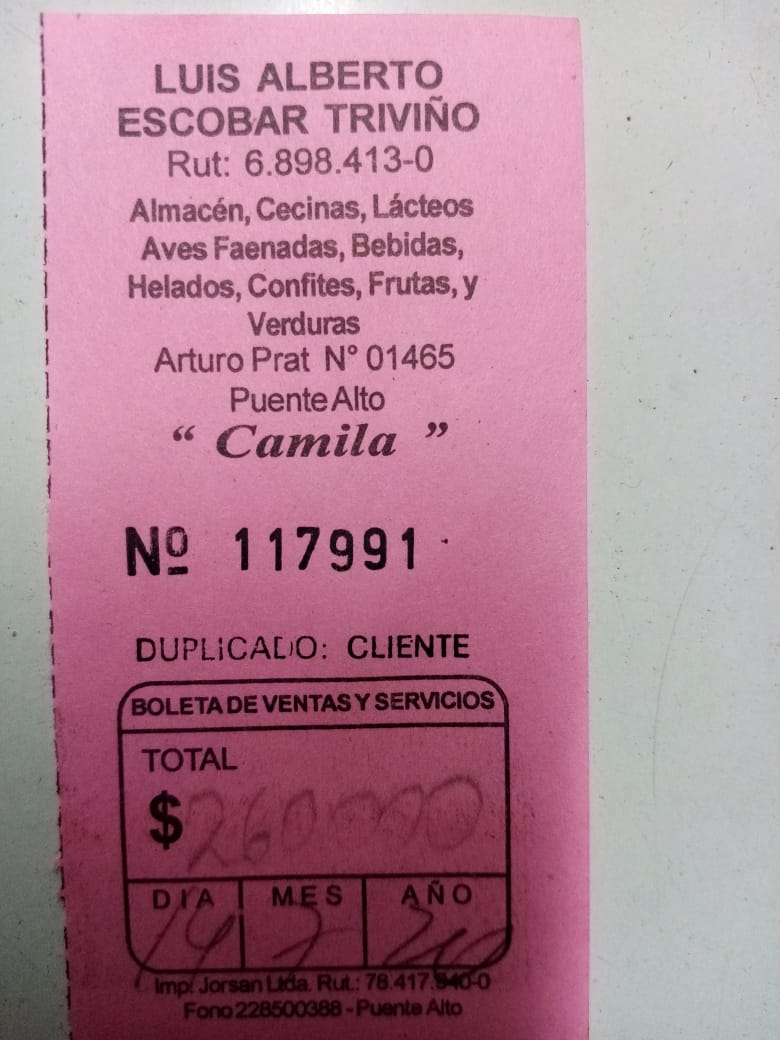 LUIS ALBERTO
ESCOBAR TRIVIÑO
Rut: 6.898.413-0
Almacén, Cecinas, Lácteos
Aves Faenadas, Bebidas,
Helados, Confites, Frutas, y
Verduras
Arturo Prat N° 01465
Puente Alto
“ Camila ”
Nº 117991
DUPLICADO: CLIENTE
BOLETA DE VENTAS Y SERVICIOS
TOTAL
$
DIA MES AÑO
14
Imp. Jorsan Ltda. Rut.: 78.417.940-0
Fono 228500388 - Puente Alto